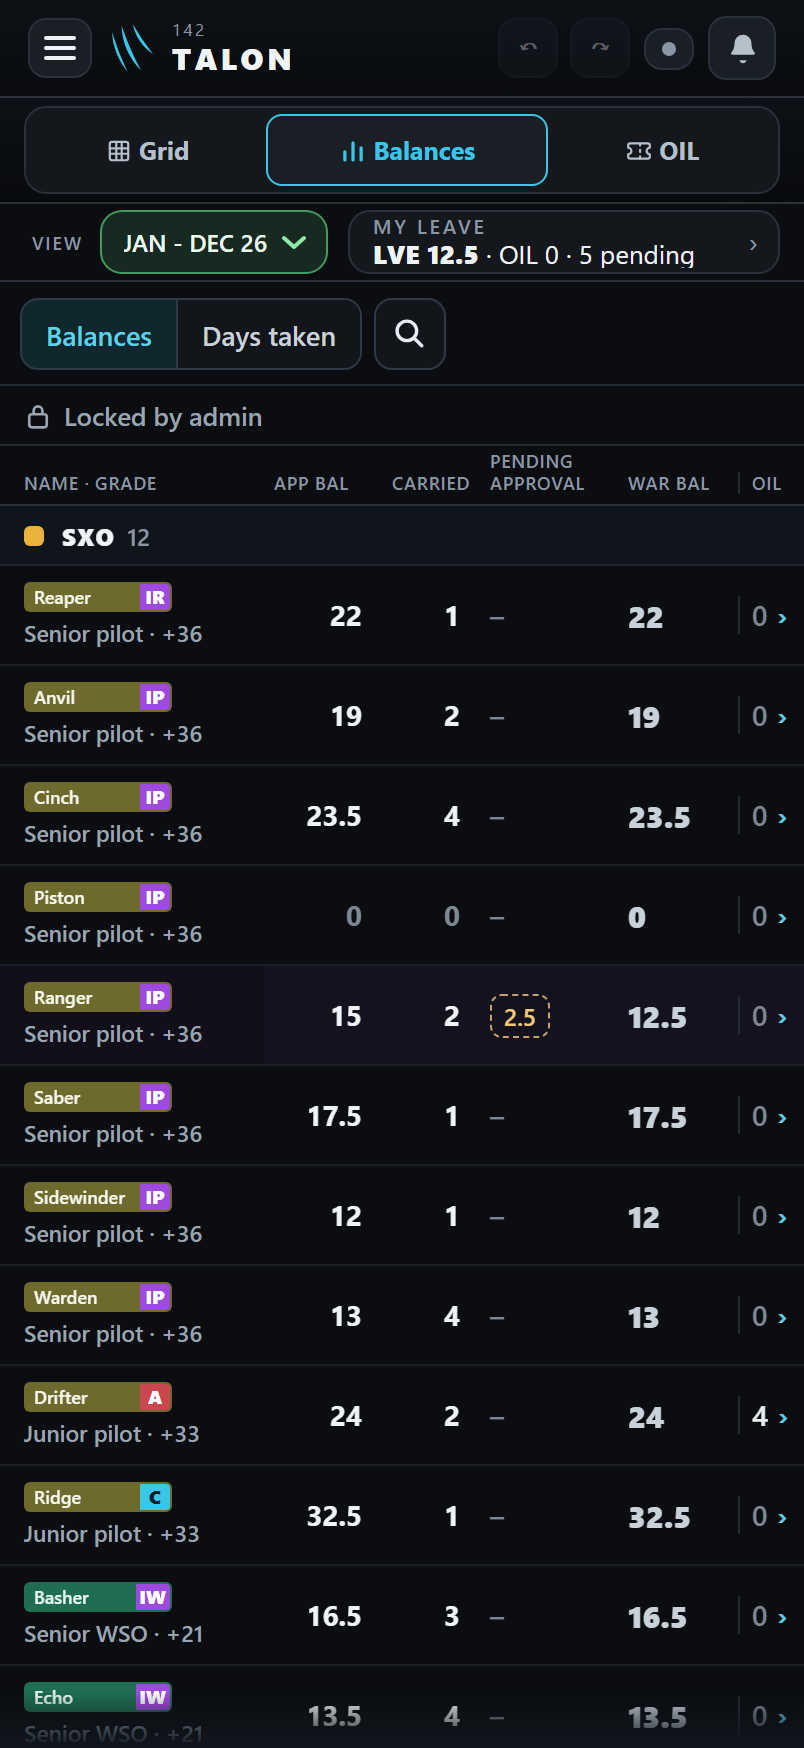 142
TALON
Grid
Balances
OIL
VIEW
JAN - DEC 26
MY LEAVE
LVE 12.5 · OIL 0 · 5 pending
Balances
Days taken
Locked by admin
NAME · GRADE
APP BAL
CARRIED
PENDING APPROVAL
WAR BAL
OIL
SXO 12
Reaper IR
Senior pilot · +36
22 1 – 22 0 ›
Anvil IP
Senior pilot · +36
19 2 – 19 0 ›
Cinch IP
Senior pilot · +36
23.5 4 – 23.5 0 ›
Piston IP
Senior pilot · +36
0 0 – 0 0 ›
Ranger IP
Senior pilot · +36
15 2 2.5 12.5 0 ›
Saber IP
Senior pilot · +36
17.5 1 – 17.5 0 ›
Sidewinder IP
Senior pilot · +36
12 1 – 12 0 ›
Warden IP
Senior pilot · +36
13 4 – 13 0 ›
Drifter A
Junior pilot · +33
24 2 – 24 4 ›
Ridge C
Junior pilot · +33
32.5 1 – 32.5 0 ›
Basher IW
Senior WSO · +21
16.5 3 – 16.5 0 ›
Echo IW
Senior WSO · +21
13.5 4 – 13.5 0 ›